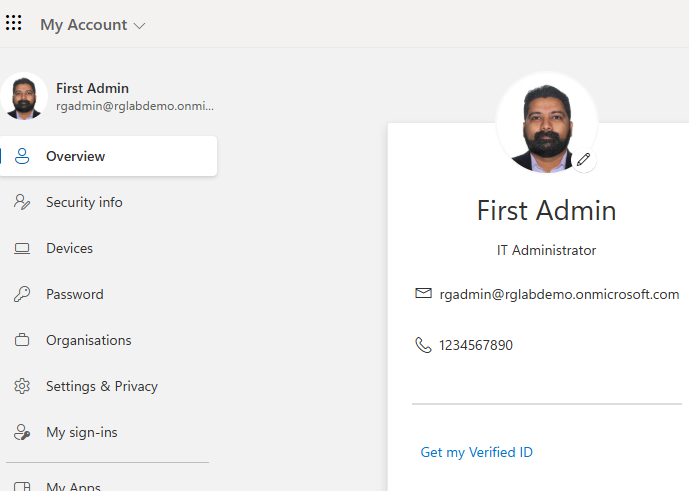 My Account
First Admin
rgadmin@rglabdemo.onmi...
Overview
Security info
Devices
Password
Organisations
Settings & Privacy
My sign-ins
My Apps
First Admin
IT Administrator
rgadmin@rglabdemo.onmicrosoft.com
1234567890
Get my Verified ID